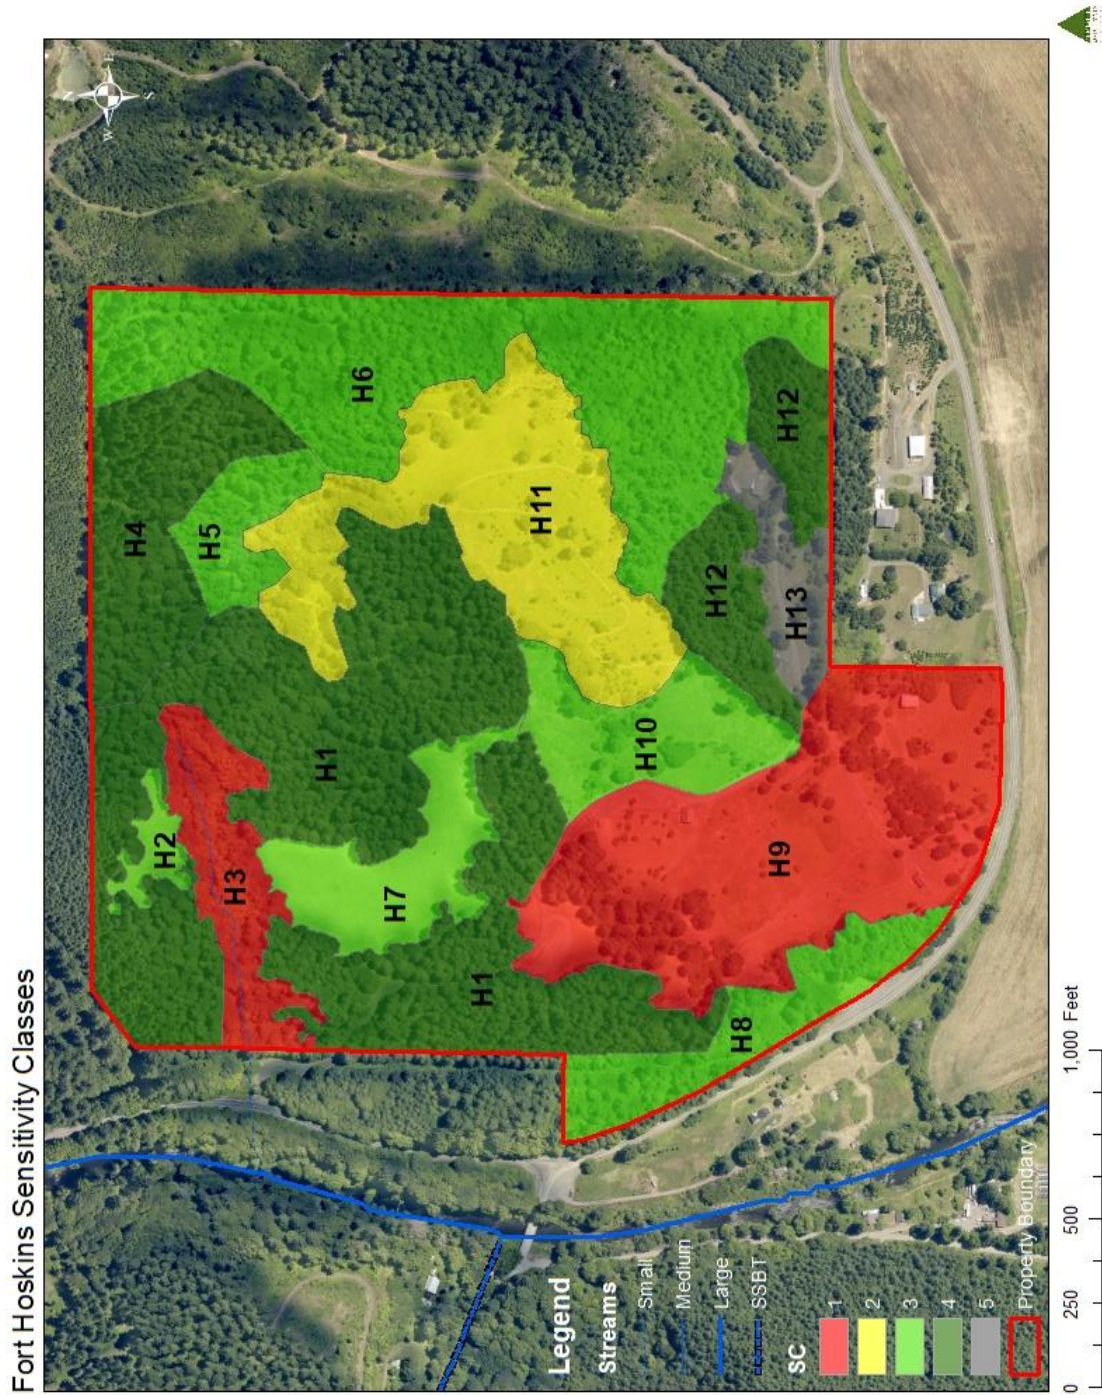 Fort Hoskins Sensitivity Classes
N
E
W
S
H4
H6
H5
H2
H11
H12
H3
H1
H12
H7
H10
H13
H1
H9
H8
Legend
Streams
Small
Medium
Large
SSBT
SC
1
2
3
4
5
Property Boundary
0 250 500 1,000 Feet